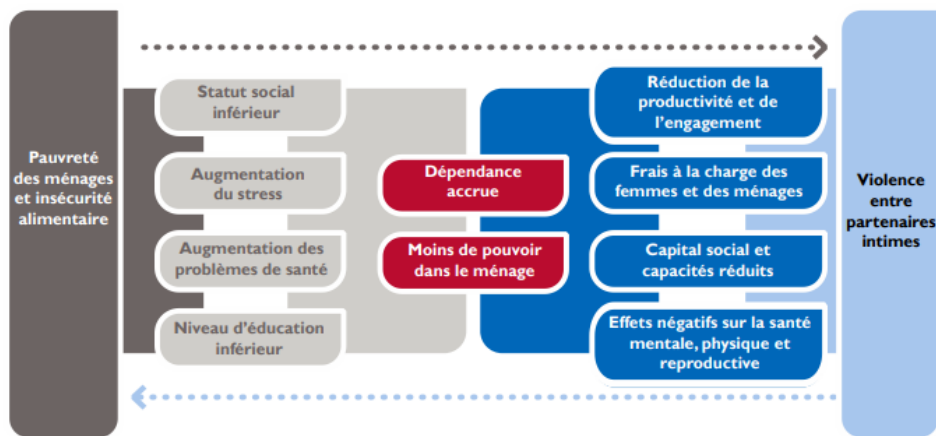 Pauvreté
des ménages
et insécurité
alimentaire
Statut social
inférieur
Augmentation
du stress
Augmentation des
problèmes de santé
Niveau d'éducation
inférieur
Dépendance
accrue
Moins de pouvoir
dans le ménage
Réduction de la
productivité et de
l'engagement
Frais à la charge des
femmes et des ménages
Capital social et
capacités réduits
Effets négatifs sur la santé
mentale, physique et
reproductive
Violence
entre
partenaires
intimes